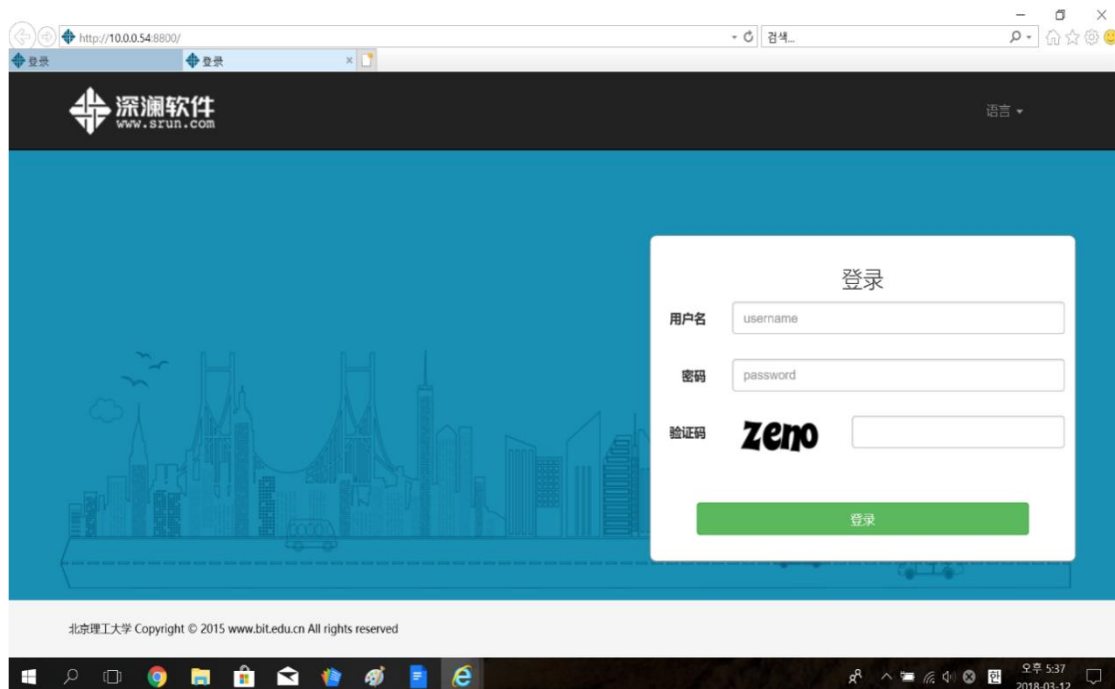 http://10.0.0.54:8800/
검색...
登录
登录
深澜软件
www.srun.com
语言
登录
用户名 username
密码 password
验证码 zeno
登录
北京理工大学 Copyright © 2015 www.bit.edu.cn All rights reserved
한
오후 5:37
2018-03-12